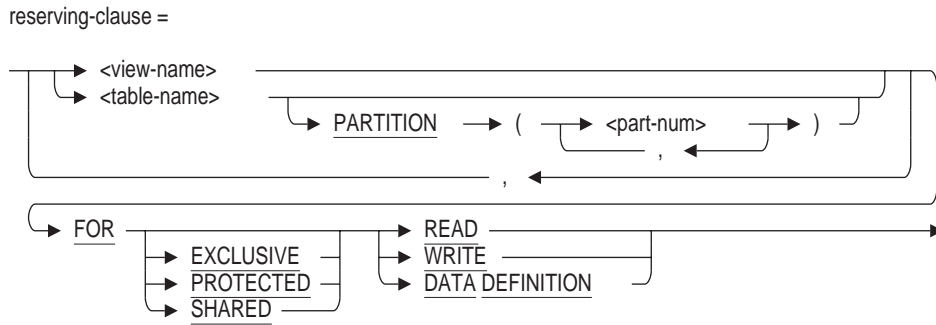 reserving-clause =
<view-name>
<table-name>
PARTITION ( <part-num> )
,
,
FOR READ
EXCLUSIVE WRITE
PROTECTED DATA DEFINITION
SHARED